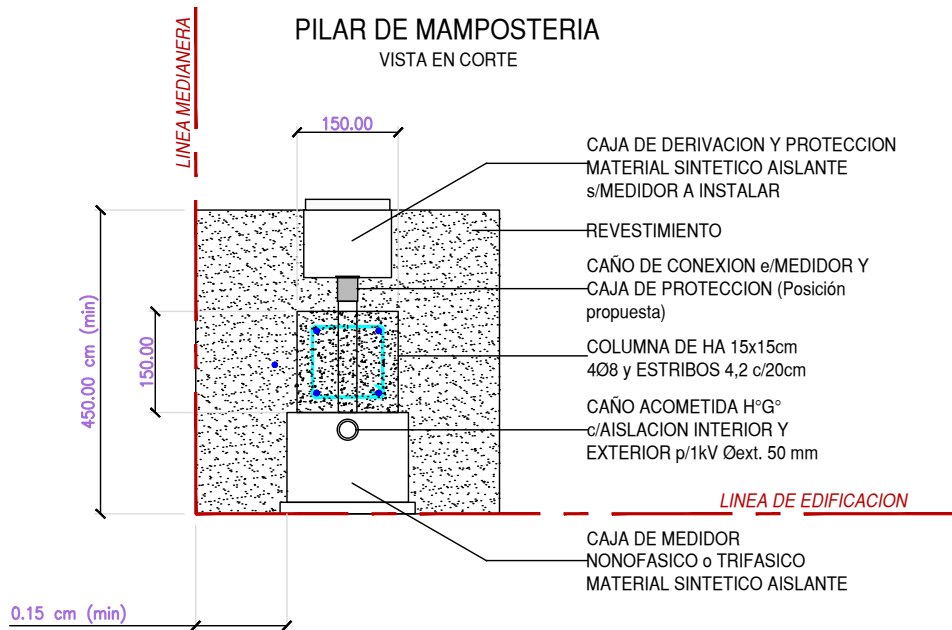 PILAR DE MAMPOSTERIA
VISTA EN CORTE
LINEA MEDIANERA
150.00
CAJA DE DERIVACION Y PROTECCION
MATERIAL SINTETICO AISLANTE
s/MEDIDOR A INSTALAR
REVESTIMIENTO
CAÑO DE CONEXION e/MEDIDOR Y
CAJA DE PROTECCION (Posición
propuesta)
450.00 cm (min)
150.00
COLUMNA DE HA 15x15cm
4Ø8 y ESTRIBOS 4,2 c/20cm
CAÑO ACOMETIDA H°G°
c/AISLACION INTERIOR Y
EXTERIOR p/1kV Øext. 50 mm
LINEA DE EDIFICACION
CAJA DE MEDIDOR
NONOFASICO o TRIFASICO
MATERIAL SINTETICO AISLANTE
0.15 cm (min)